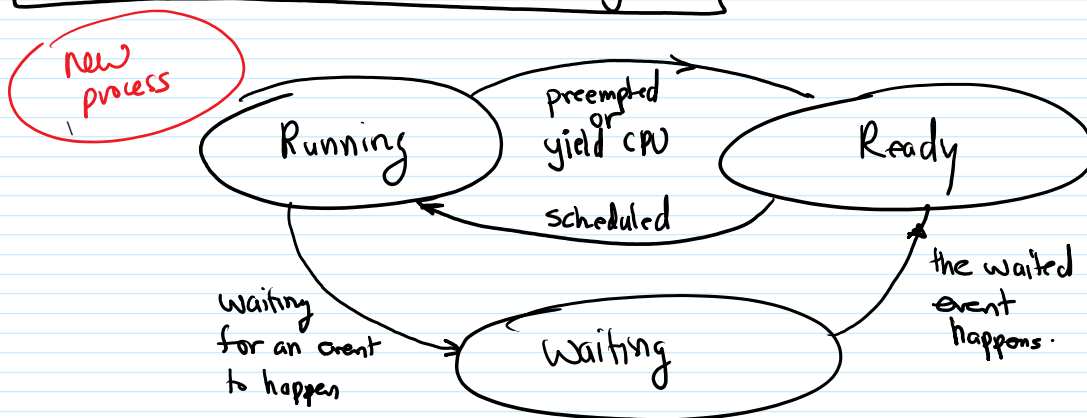 new
process
Running
preempted
or
yield CPU
Ready
scheduled
waiting
for an event
to happen
Waiting
the waited
event
happens.